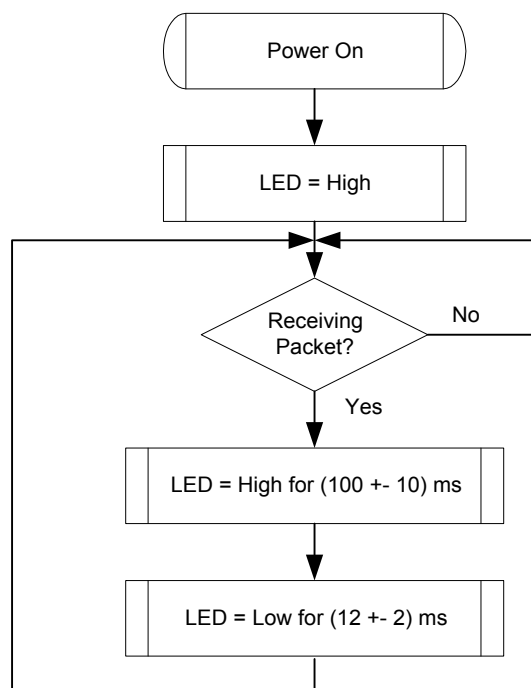 Power On
LED = High
Receiving
Packet?
No
Yes
LED = High for (100 +- 10) ms
LED = Low for (12 +- 2) ms